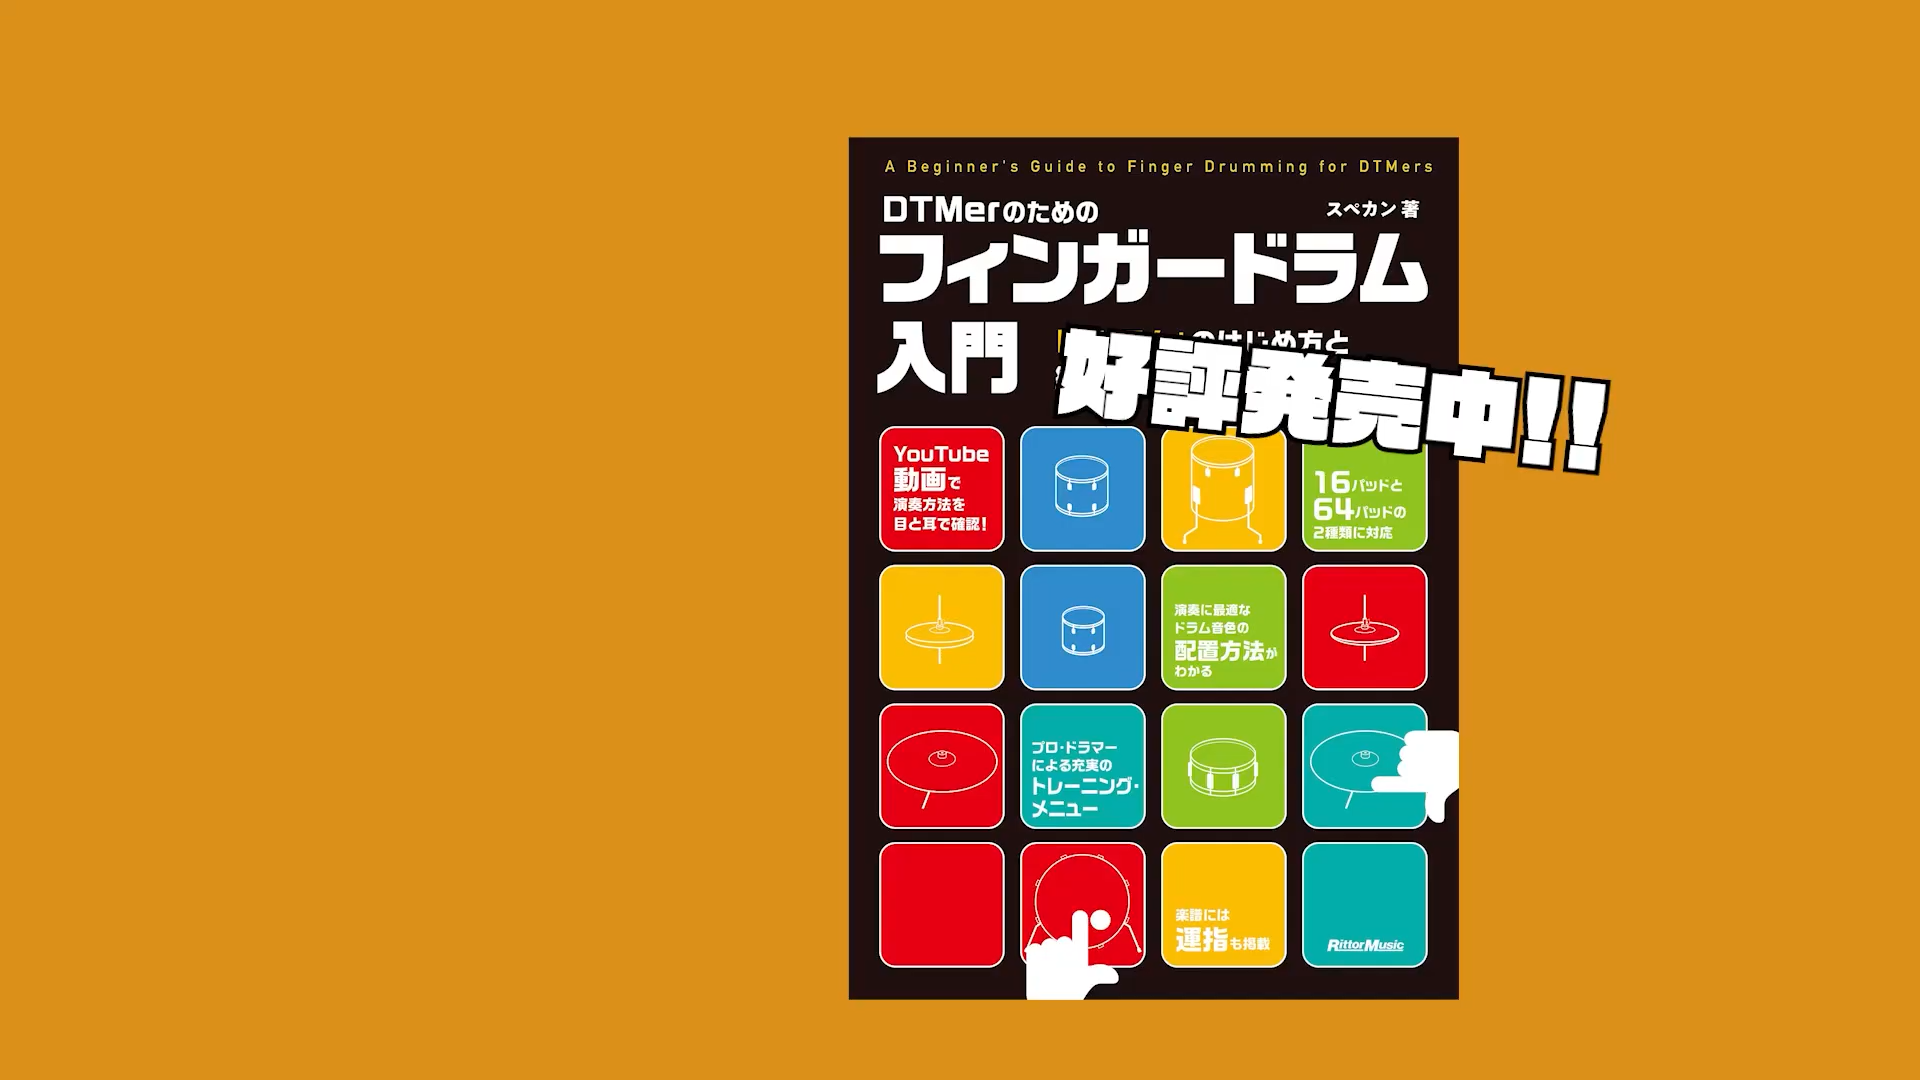 A Beginner's Guide to Finger Drumming for DTMers
DTMerのための
スペカン 著
フィンガードラム
入門
のはじめ方と
好評発売中!!
YouTube
動画で
演奏方法を
目と耳で確認!
16パッドと
64パッドの
2種類に対応
演奏に最適な
ドラム音色の
配置方法が
わかる
プロ・ドラマー
による充実の
トレーニング・
メニュー
楽譜には
運指も掲載
RittorMusic